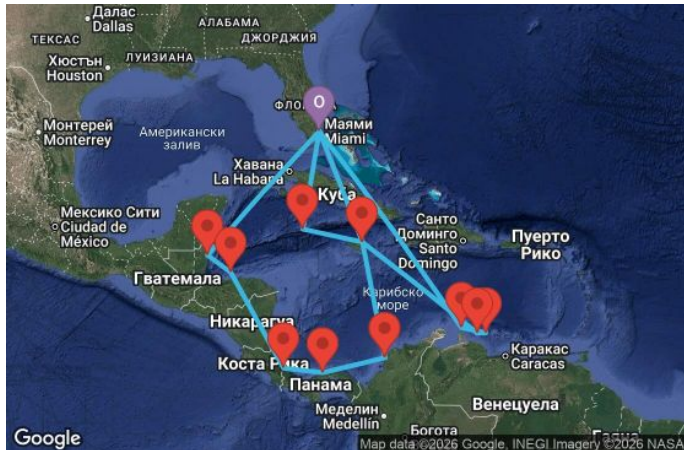 Далас
Dallas
АЛАБАМА
ДЖОРДЖИЯ
ТЕКСАС
ЛУИЗИАНА
Хюстън
Houston
O
Монтерей
Monterrey
Американски
залив
Маями
Miami
Хавана
La Habana
Куба
Мексико Сити
Ciudad de
México
Санто
Доминго
Santo
Domingo
Пуерто
Рико
Гватемала
Карибско
море
Никарагуа
Коста Рика
Панама
Каракас
Caracas
Венецуела
Меделин
Medellín
Богота
Google
Map data ©2026 Google, INEGI Imagery ©2026 NASA